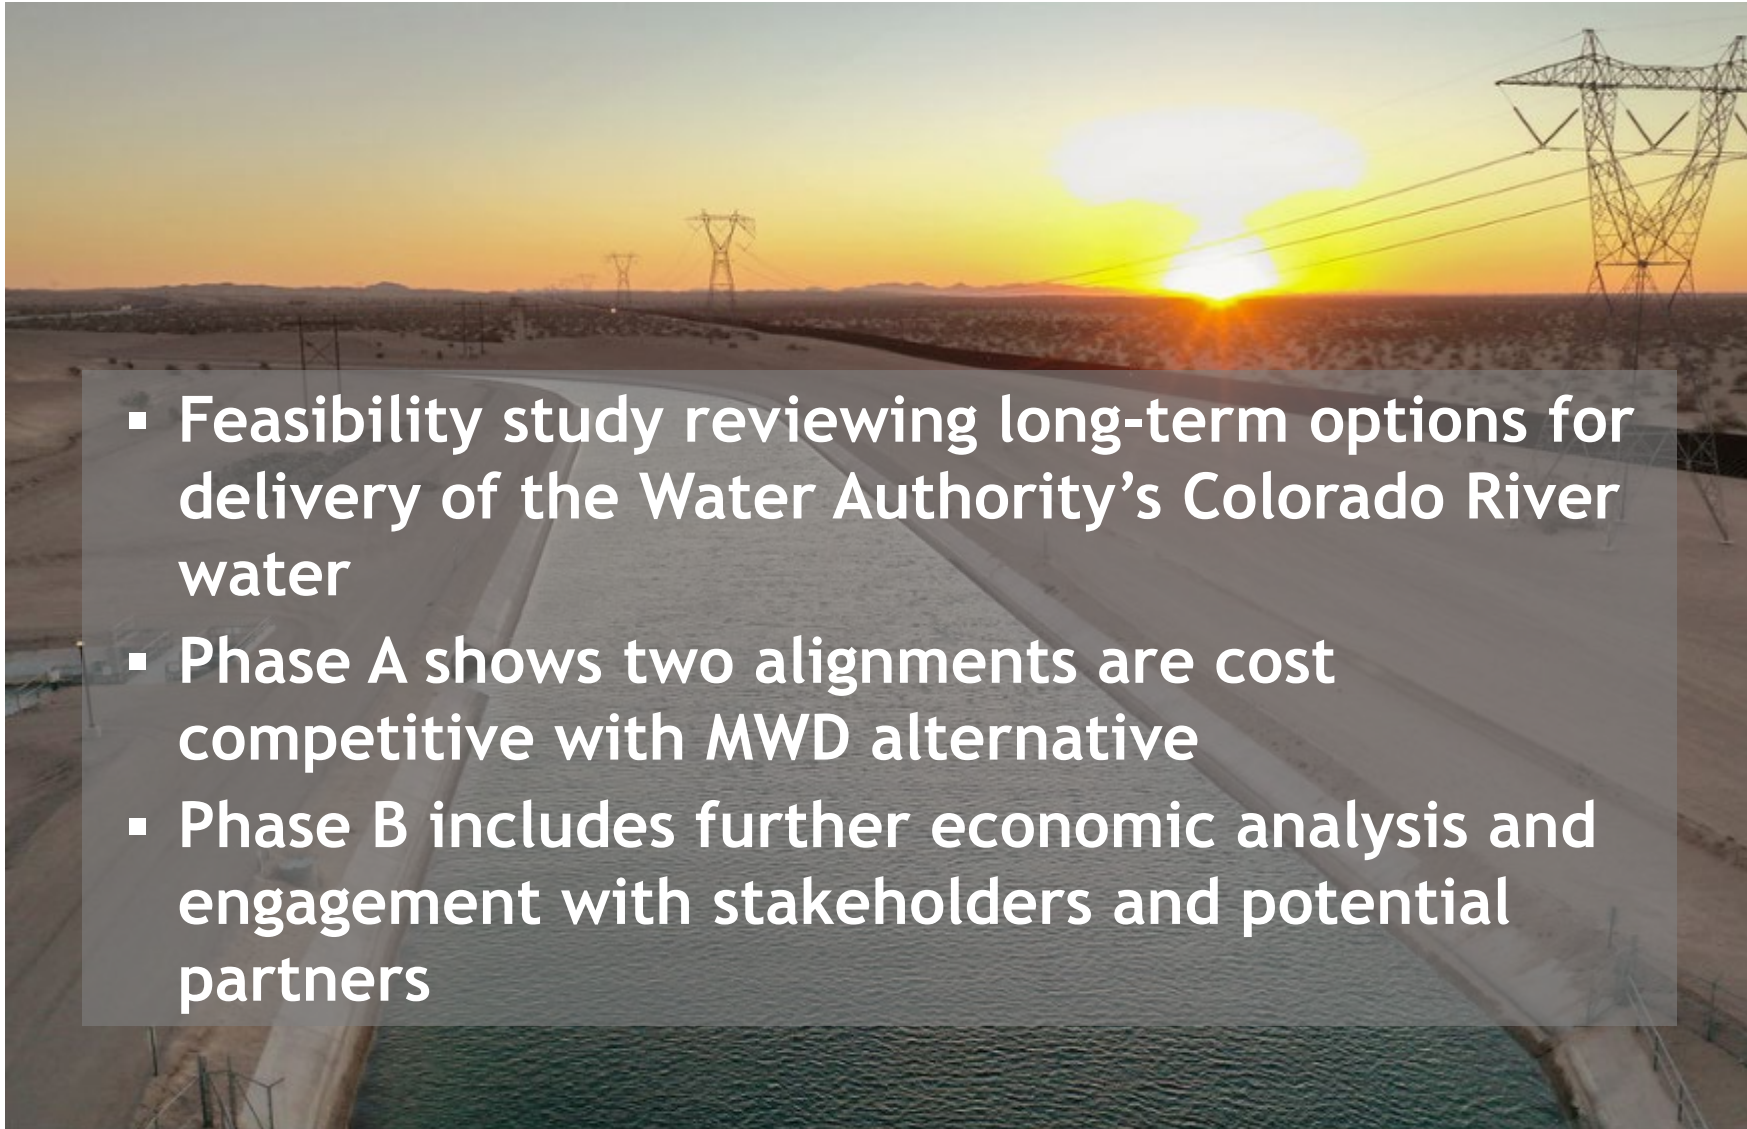 ▪ Feasibility study reviewing long-term options for
delivery of the Water Authority’s Colorado River
water
▪ Phase A shows two alignments are cost
competitive with MWD alternative
▪ Phase B includes further economic analysis and
engagement with stakeholders and potential
partners